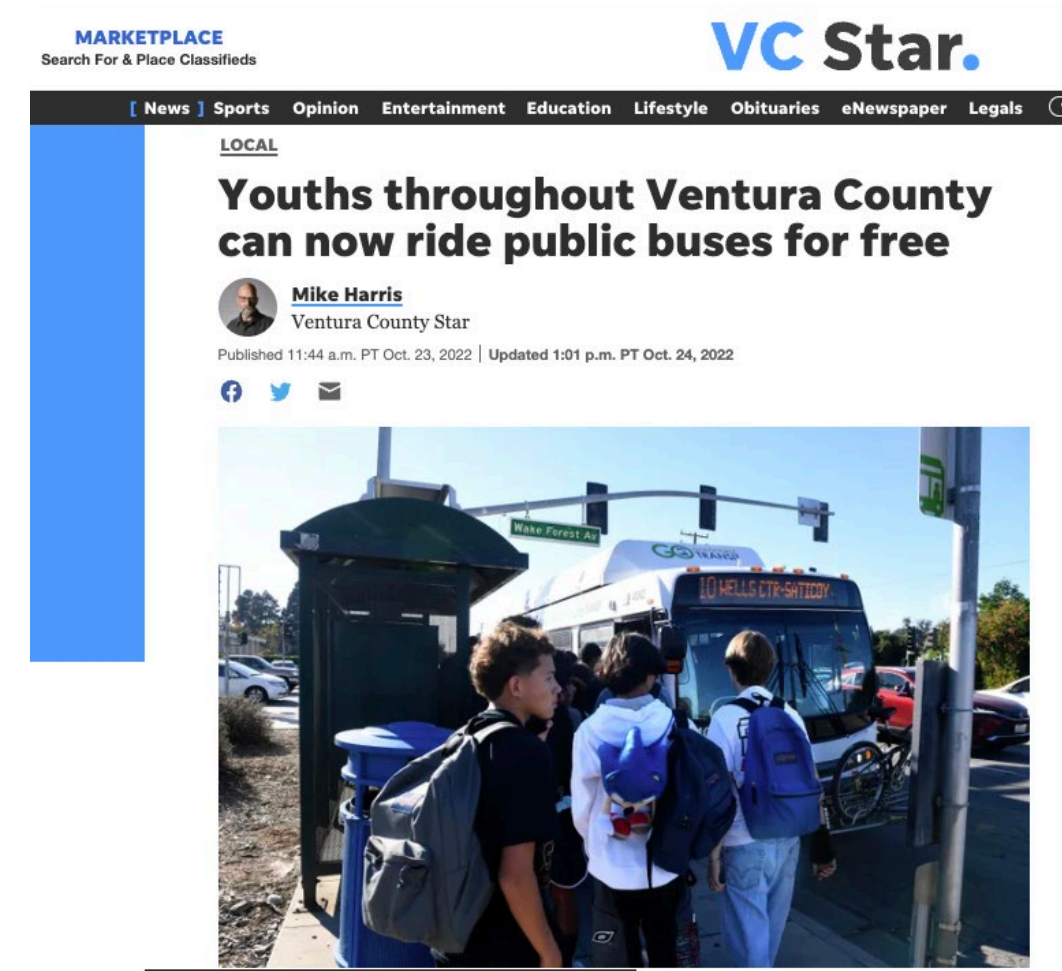 MARKETPLACE
Search For & Place Classifieds
VC Star.
[ News ] Sports Opinion Entertainment Education Lifestyle Obituaries eNewspaper Legals
LOCAL
Youths throughout Ventura County
can now ride public buses for free
Mike Harris
Ventura County Star
Published 11:44 a.m. PT Oct. 23, 2022 | Updated 1:01 p.m. PT Oct. 24, 2022
Wake Forest Av
GO
10 WELLS CTR-SATICOY